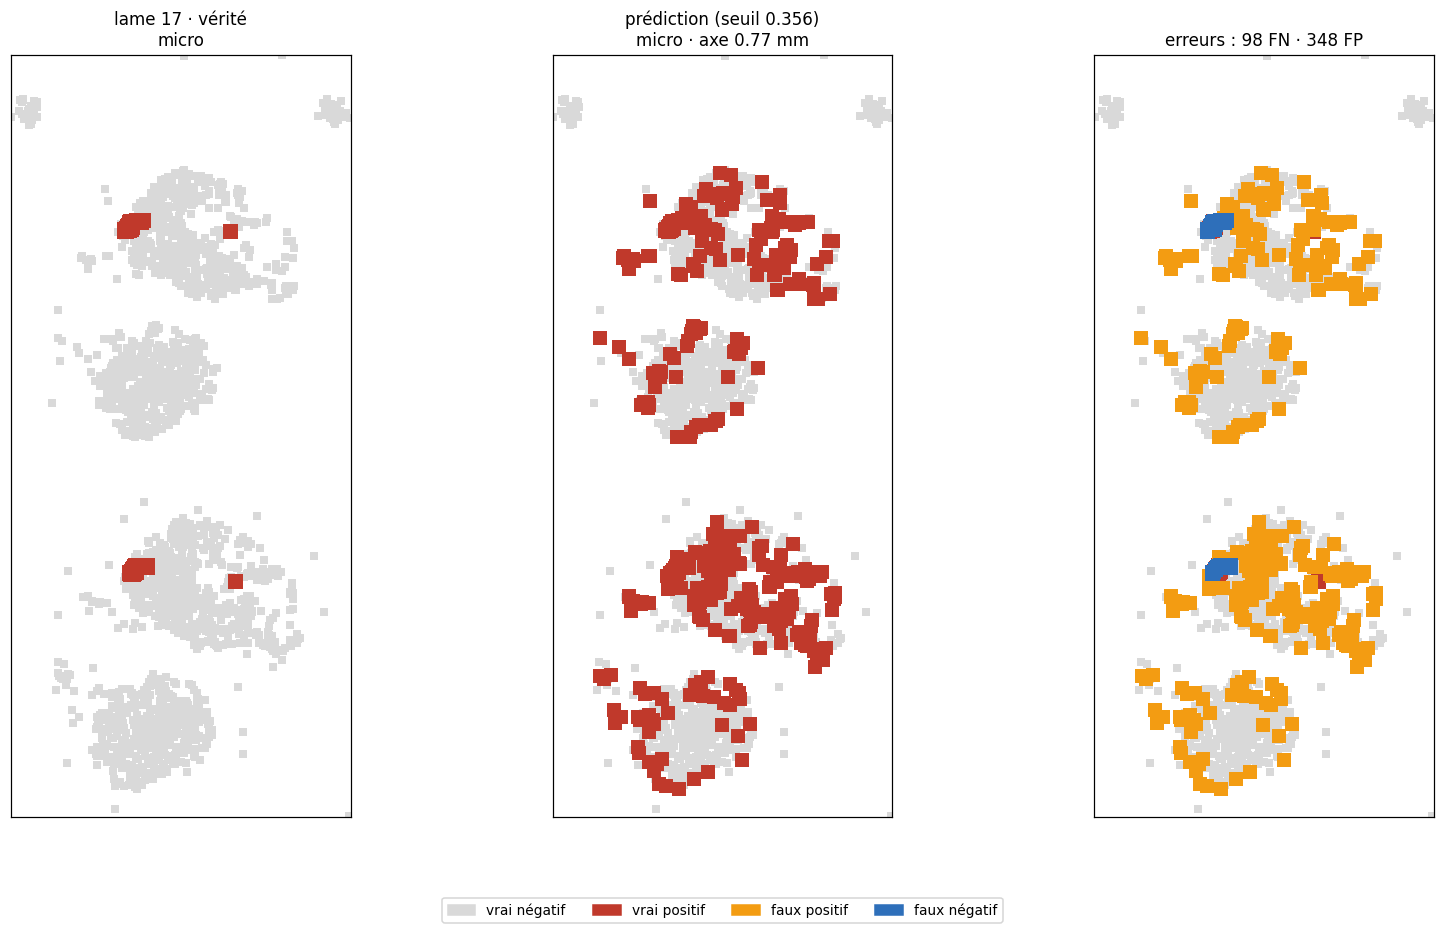 lame 17 · vérité
micro
prédiction (seuil 0.356)
micro · axe 0.77 mm
erreurs : 98 FN · 348 FP
vrai négatif
vrai positif
faux positif
faux négatif